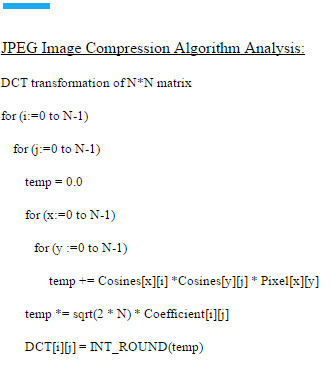 JPEG Image Compression Algorithm Analysis:
DCT transformation of N*N matrix
for (i:=0 to N-1)
for (j:=0 to N-1)
temp = 0.0
for (x:=0 to N-1)
for (y :=0 to N-1)
temp += Cosines[x][i] *Cosines[y][j] * Pixel[x][y]
temp *= sqrt(2 * N) * Coefficient[i][j]
DCT[i][j] = INT_ROUND(temp)